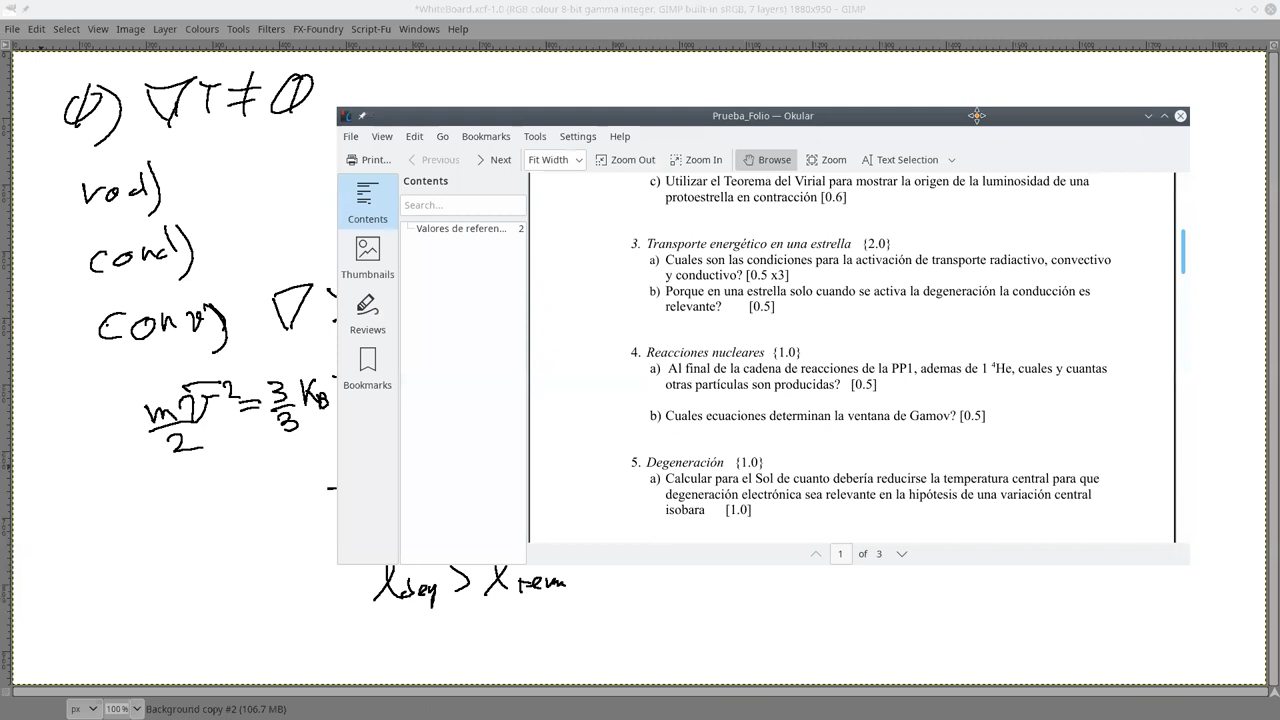 *WhiteBoard.xcf-1.0 (RGB colour 8-bit gamma integer, GIMP built-in sRGB, 7 layers) 1880x950 – GIMP
File Edit Select View Image Layer Colours Tools Filters FX-Foundry Script-Fu Windows Help
∇T ≠
rad)
cond)
conv) ∇
m v² / 2 = 3/3 K_B
X_deg > X_term
Prueba_Folio — Okular
File View Edit Go Bookmarks Tools Settings Help
Print... Previous Next Fit Width Zoom Out Zoom In Browse Zoom Text Selection
Contents
Thumbnails
Reviews
Bookmarks
Contents
Search...
Valores de referen... 2
c) Utilizar el Teorema del Virial para mostrar la origen de la luminosidad de una
protoestrella en contracción [0.6]
3. Transporte energético en una estrella {2.0}
a) Cuales son las condiciones para la activación de transporte radiactivo, convectivo
y conductivo? [0.5 x3]
b) Porque en una estrella solo cuando se activa la degeneración la conducción es
relevante? [0.5]
4. Reacciones nucleares {1.0}
a) Al final de la cadena de reacciones de la PP1, ademas de 1 ⁴He, cuales y cuantas
otras partículas son producidas? [0.5]
b) Cuales ecuaciones determinan la ventana de Gamov? [0.5]
5. Degeneración {1.0}
a) Calcular para el Sol de cuanto debería reducirse la temperatura central para que
degeneración electrónica sea relevante en la hipótesis de una variación central
isobara [1.0]
1 of 3
px 100% Background copy #2 (106.7 MB)